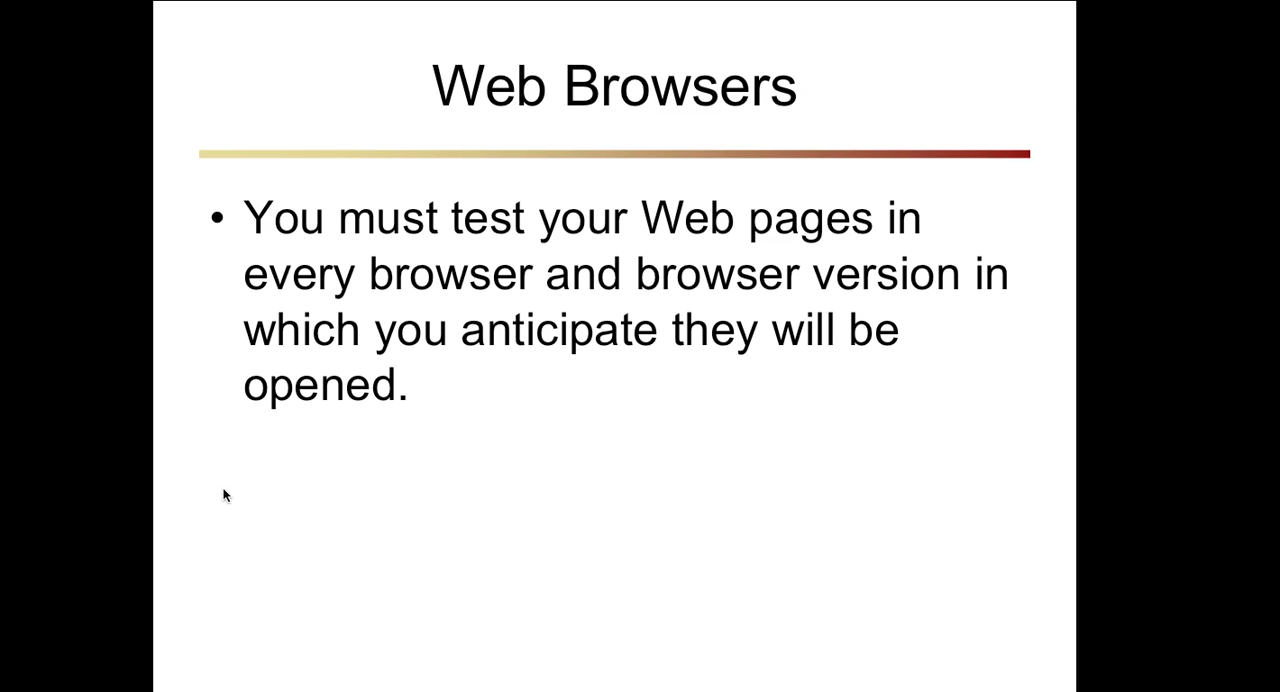 Web Browsers
• You must test your Web pages in
every browser and browser version in
which you anticipate they will be
opened.